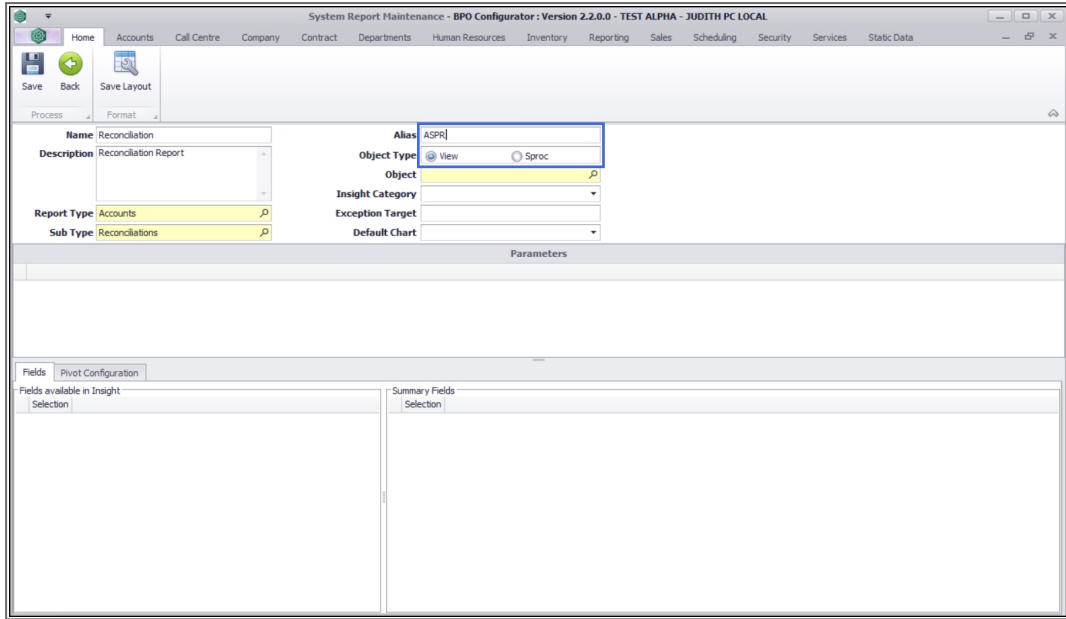 System Report Maintenance - BPO Configurator : Version 2.2.0.0 - TEST ALPHA - JUDITH PC LOCAL
Home Accounts Call Centre Company Contract Departments Human Resources Inventory Reporting Sales Scheduling Security Services Static Data
Save Back Save Layout
Process Format
Name Reconciliation Alias ASPR
Description Reconciliation Report Object Type View Sproc
Object
Insight Category
Report Type Accounts Exception Target
Sub Type Reconciliations Default Chart
Parameters
Fields Pivot Configuration
Fields available in Insight Summary Fields
Selection Selection